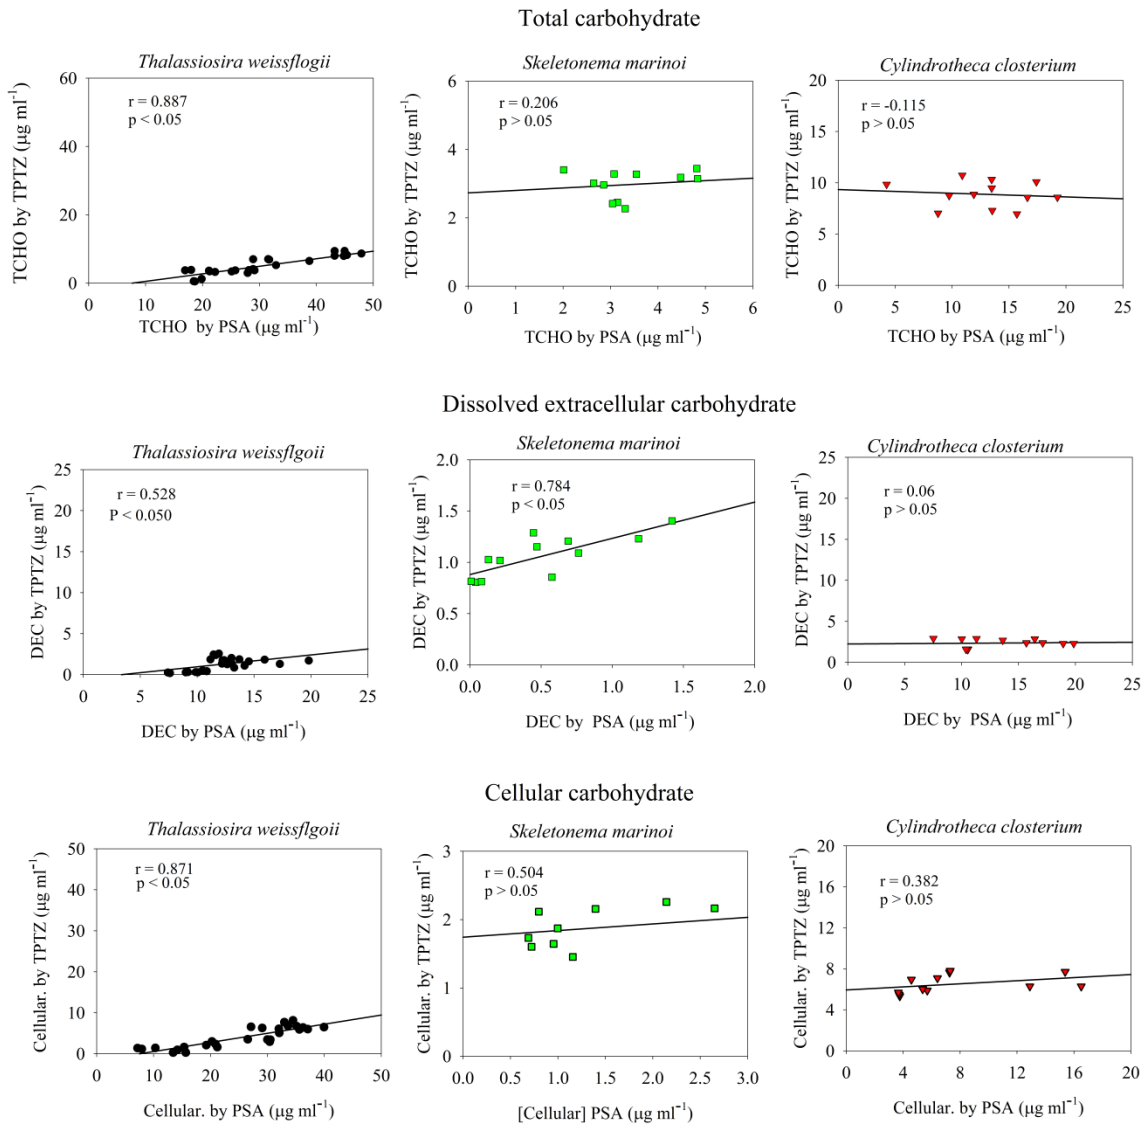 Total carbohydrate
Thalassiosira weissflogii
r = 0.887
p < 0.05
TCHO by TPTZ (µg ml⁻¹)
60
40
20
0
0 10 20 30 40 50
TCHO by PSA (µg ml⁻¹)
Skeletonema marinoi
r = 0.206
p > 0.05
TCHO by TPTZ (µg ml⁻¹)
6
4
2
0
0 1 2 3 4 5 6
TCHO by PSA (µg ml⁻¹)
Cylindrotheca closterium
r = -0.115
p > 0.05
TCHO by TPTZ (µg ml⁻¹)
20
15
10
5
0
0 5 10 15 20 25
TCHO by PSA (µg ml⁻¹)
Dissolved extracellular carbohydrate
Thalassiosira weissflgoii
r = 0.528
P < 0.050
DEC by TPTZ (µg ml⁻¹)
25
20
15
10
5
0
0 5 10 15 20 25
DEC by PSA (µg ml⁻¹)
Skeletonema marinoi
r = 0.784
p < 0.05
DEC by TPTZ (µg ml⁻¹)
2.0
1.5
1.0
0.5
0.0
0.0 0.5 1.0 1.5 2.0
DEC by PSA (µg ml⁻¹)
Cylindrotheca closterium
r = 0.06
p > 0.05
DEC by TPTZ (µg ml⁻¹)
25
20
15
10
5
0
0 5 10 15 20 25
DEC by PSA (µg ml⁻¹)
Cellular carbohydrate
Thalassiosira weissflgoii
r = 0.871
p < 0.05
Cellular. by TPTZ (µg ml⁻¹)
50
40
30
20
10
0
0 10 20 30 40 50
Cellular. by PSA (µg ml⁻¹)
Skeletonema marinoi
r = 0.504
p > 0.05
Cellular. by TPTZ (µg ml⁻¹)
3
2
1
0
0.0 0.5 1.0 1.5 2.0 2.5 3.0
[Cellular] PSA (µg ml⁻¹)
Cylindrotheca closterium
r = 0.382
p > 0.05
Cellular. by TPTZ (µg ml⁻¹)
20
16
12
8
4
0
0 4 8 12 16 20
Cellular. by PSA (µg ml⁻¹)